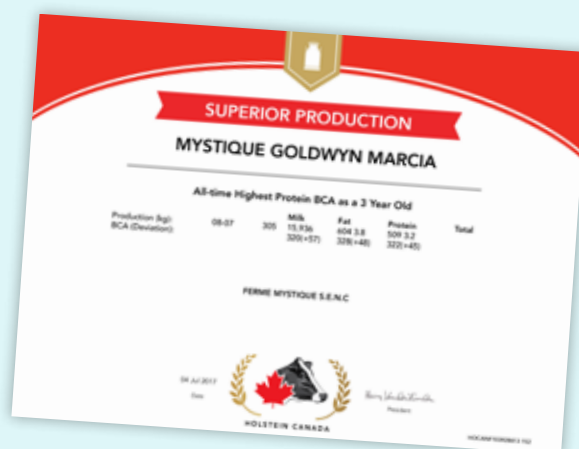 SUPERIOR PRODUCTION
MYSTIQUE GOLDWYN MARCIA
All-time Highest Protein BCA as a 3 Year Old
Milk Fat Protein Total
Production (kg): 08-07 305 15,936 604 3.8 509 3.2
BCA (Deviation): 320(+57) 328(+48) 322(+45)
FERME MYSTIQUE S.E.N.C
04 Jul 2017
Date
President
HOLSTEIN CANADA